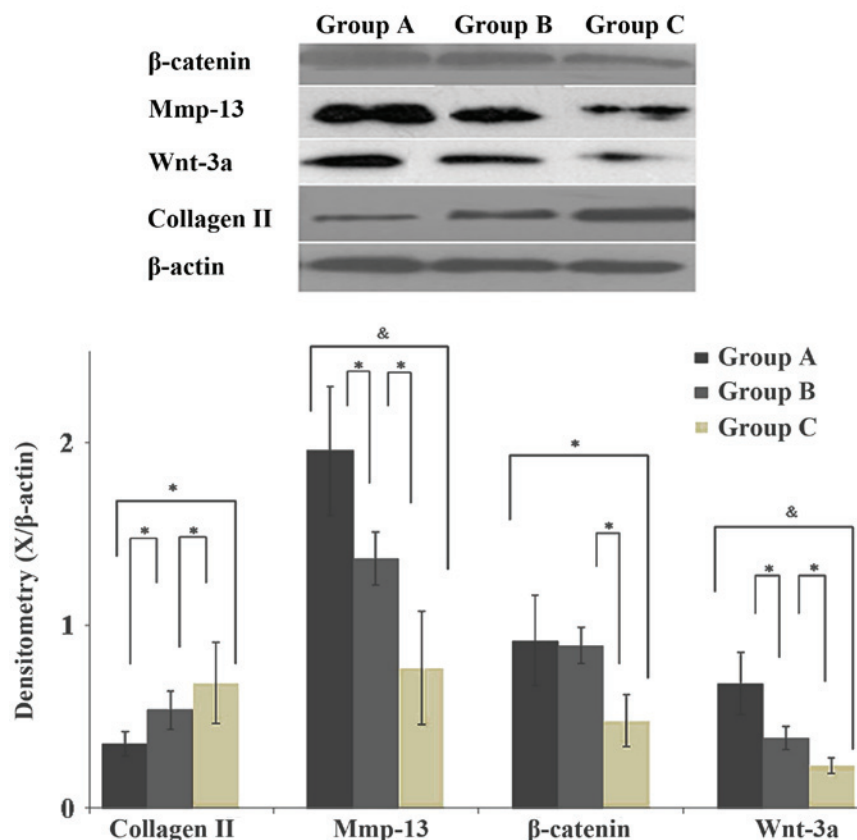 Group A Group B Group C
β-catenin
Mmp-13
Wnt-3a
Collagen II
β-actin
Densitometry (X/β-actin)
2
1
0
&
* *
*
* *
*
*
&
* *
Group A
Group B
Group C
Collagen II Mmp-13 β-catenin Wnt-3a